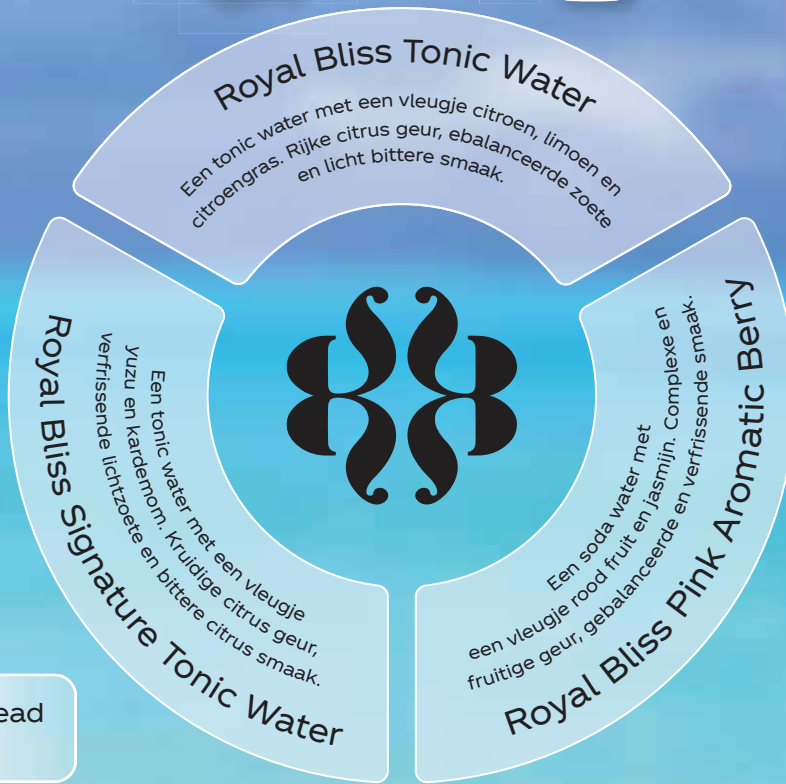 Royal Bliss Tonic Water
Een tonic water met een vleugje citroen, limoen en
citroengras. Rijke citrus geur, ebalanceerde zoete
en licht bittere smaak.
Royal Bliss Signature Tonic Water
Een tonic water met een vleugje
yuzu en kardemom. Kruidige citrus geur,
verfrissende lichtzoete en bittere citrus smaak.
Een soda water met
een vleugje rood fruit en jasmijn. Complexe en
fruitige geur, gebalanceerde en verfrissende smaak.
Royal Bliss Pink Aromatic Berry